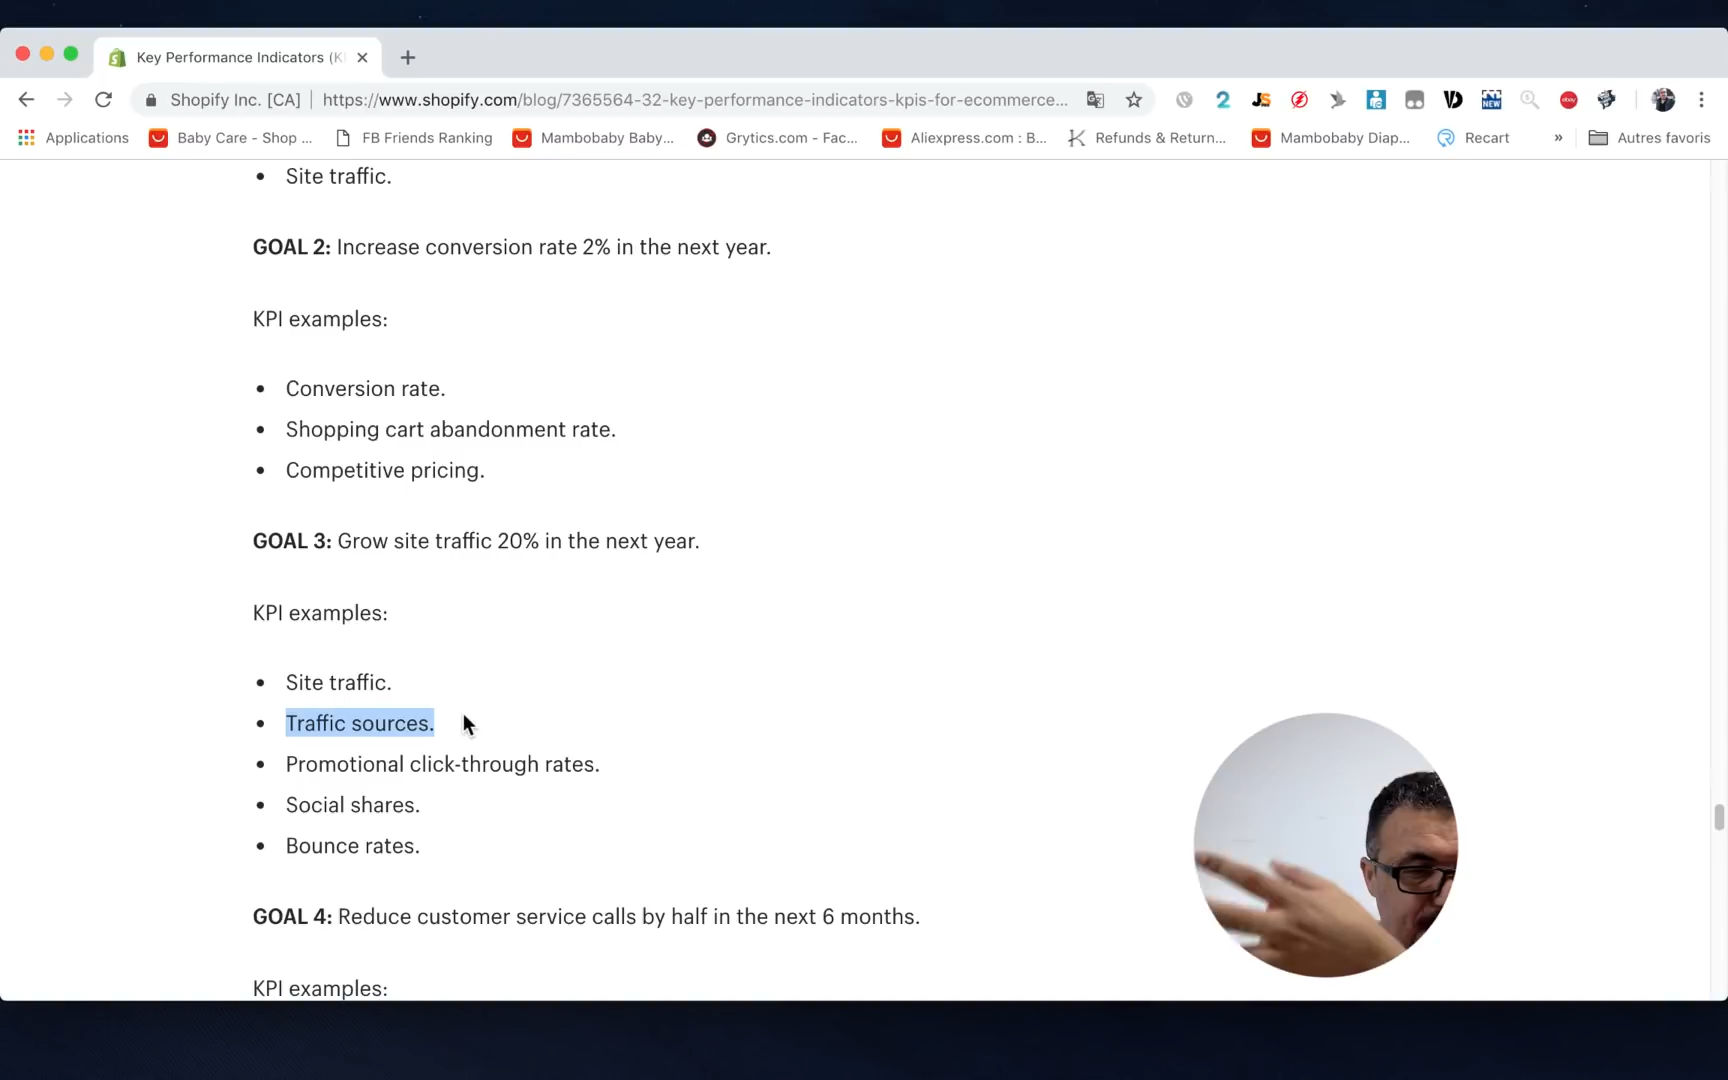 Key Performance Indicators (K
Shopify Inc. [CA] | https://www.shopify.com/blog/7365564-32-key-performance-indicators-kpis-for-ecommerce...
2
JS
NEW
ebay
Applications
Baby Care - Shop ...
FB Friends Ranking
Mambobaby Baby...
Grytics.com - Fac...
Aliexpress.com : B...
Refunds & Return...
Mambobaby Diap...
Recart
»
Autres favoris
• Site traffic.
GOAL 2: Increase conversion rate 2% in the next year.
KPI examples:
• Conversion rate.
• Shopping cart abandonment rate.
• Competitive pricing.
GOAL 3: Grow site traffic 20% in the next year.
KPI examples:
• Site traffic.
• Traffic sources.
• Promotional click-through rates.
• Social shares.
• Bounce rates.
GOAL 4: Reduce customer service calls by half in the next 6 months.
KPI examples: